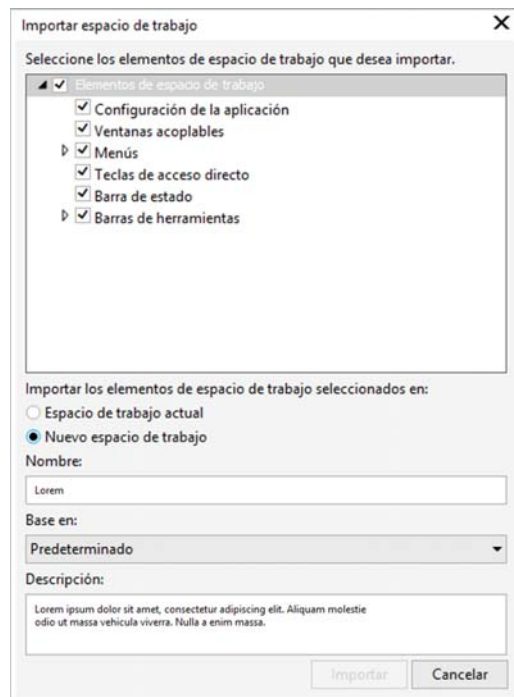 Importar espacio de trabajo
Seleccione los elementos de espacio de trabajo que desea importar.
Elementos de espacio de trabajo
Configuración de la aplicación
Ventanas acoplables
Menús
Teclas de acceso directo
Barra de estado
Barras de herramientas
Importar los elementos de espacio de trabajo seleccionados en:
Espacio de trabajo actual
Nuevo espacio de trabajo
Nombre:
Lorem
Base en:
Predeterminado
Descripción:
Lorem ipsum dolor sit amet, consectetur adipiscing elit. Aliquam molestie
odio ut massa vehicula viverra. Nulla a enim massa.
Importar Cancelar